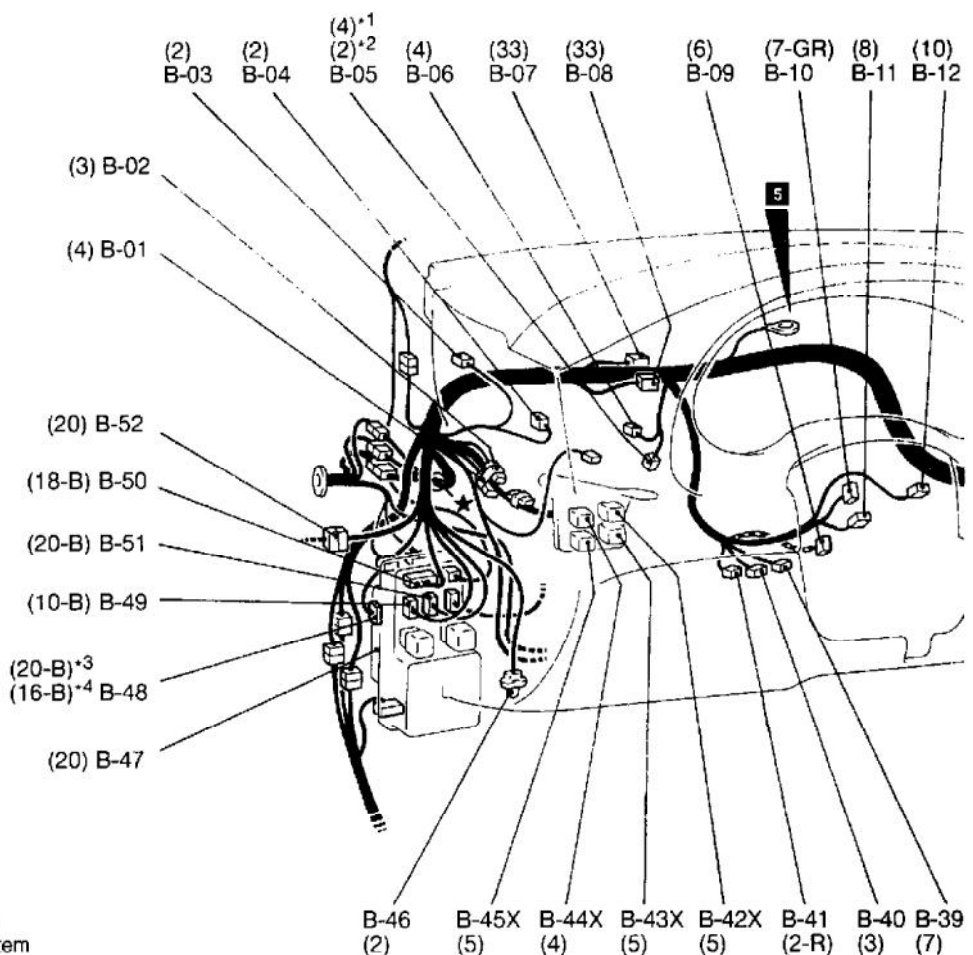 (4)*1
(2) (2) (2)*2 (4) (33) (33) (6) (7-GR) (8) (10)
B-03 B-04 B-05 B-06 B-07 B-08 B-09 B-10 B-11 B-12
5
(3) B-02
(4) B-01
(20) B-52
(18-B) B-50
(20-B) B-51
(10-B) B-49
(20-B)*3
(16-B)*4 B-48
(20) B-47
B-46 B-45X B-44X B-43X B-42X B-41 B-40 B-39
(2) (5) (4) (5) (5) (2-R) (3) (7)
tem